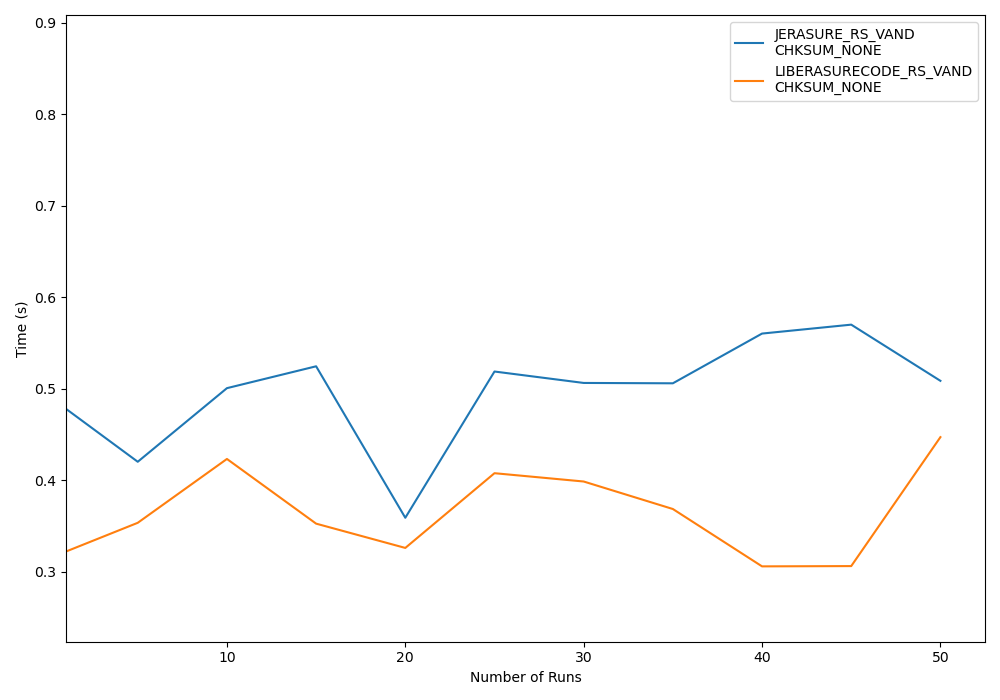 0.9
0.8
0.7
0.6
0.5
0.4
0.3
Time (s)
JERASURE_RS_VAND
CHKSUM_NONE
LIBERASURECODE_RS_VAND
CHKSUM_NONE
10 20 30 40 50
Number of Runs